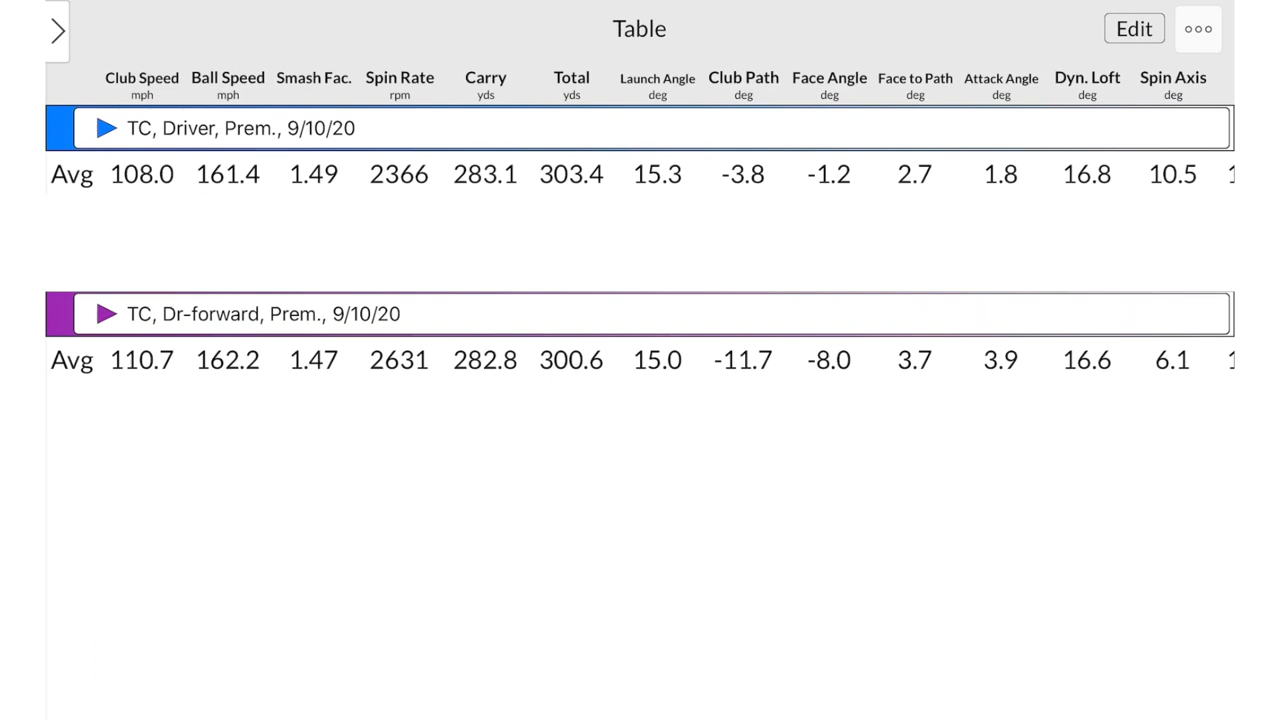 Table
Edit
Club Speed Ball Speed Smash Fac. Spin Rate Carry Total Launch Angle Club Path Face Angle Face to Path Attack Angle Dyn. Loft Spin Axis
mph mph rpm yds yds deg deg deg deg deg deg deg
TC, Driver, Prem., 9/10/20
Avg 108.0 161.4 1.49 2366 283.1 303.4 15.3 -3.8 -1.2 2.7 1.8 16.8 10.5
TC, Dr-forward, Prem., 9/10/20
Avg 110.7 162.2 1.47 2631 282.8 300.6 15.0 -11.7 -8.0 3.7 3.9 16.6 6.1